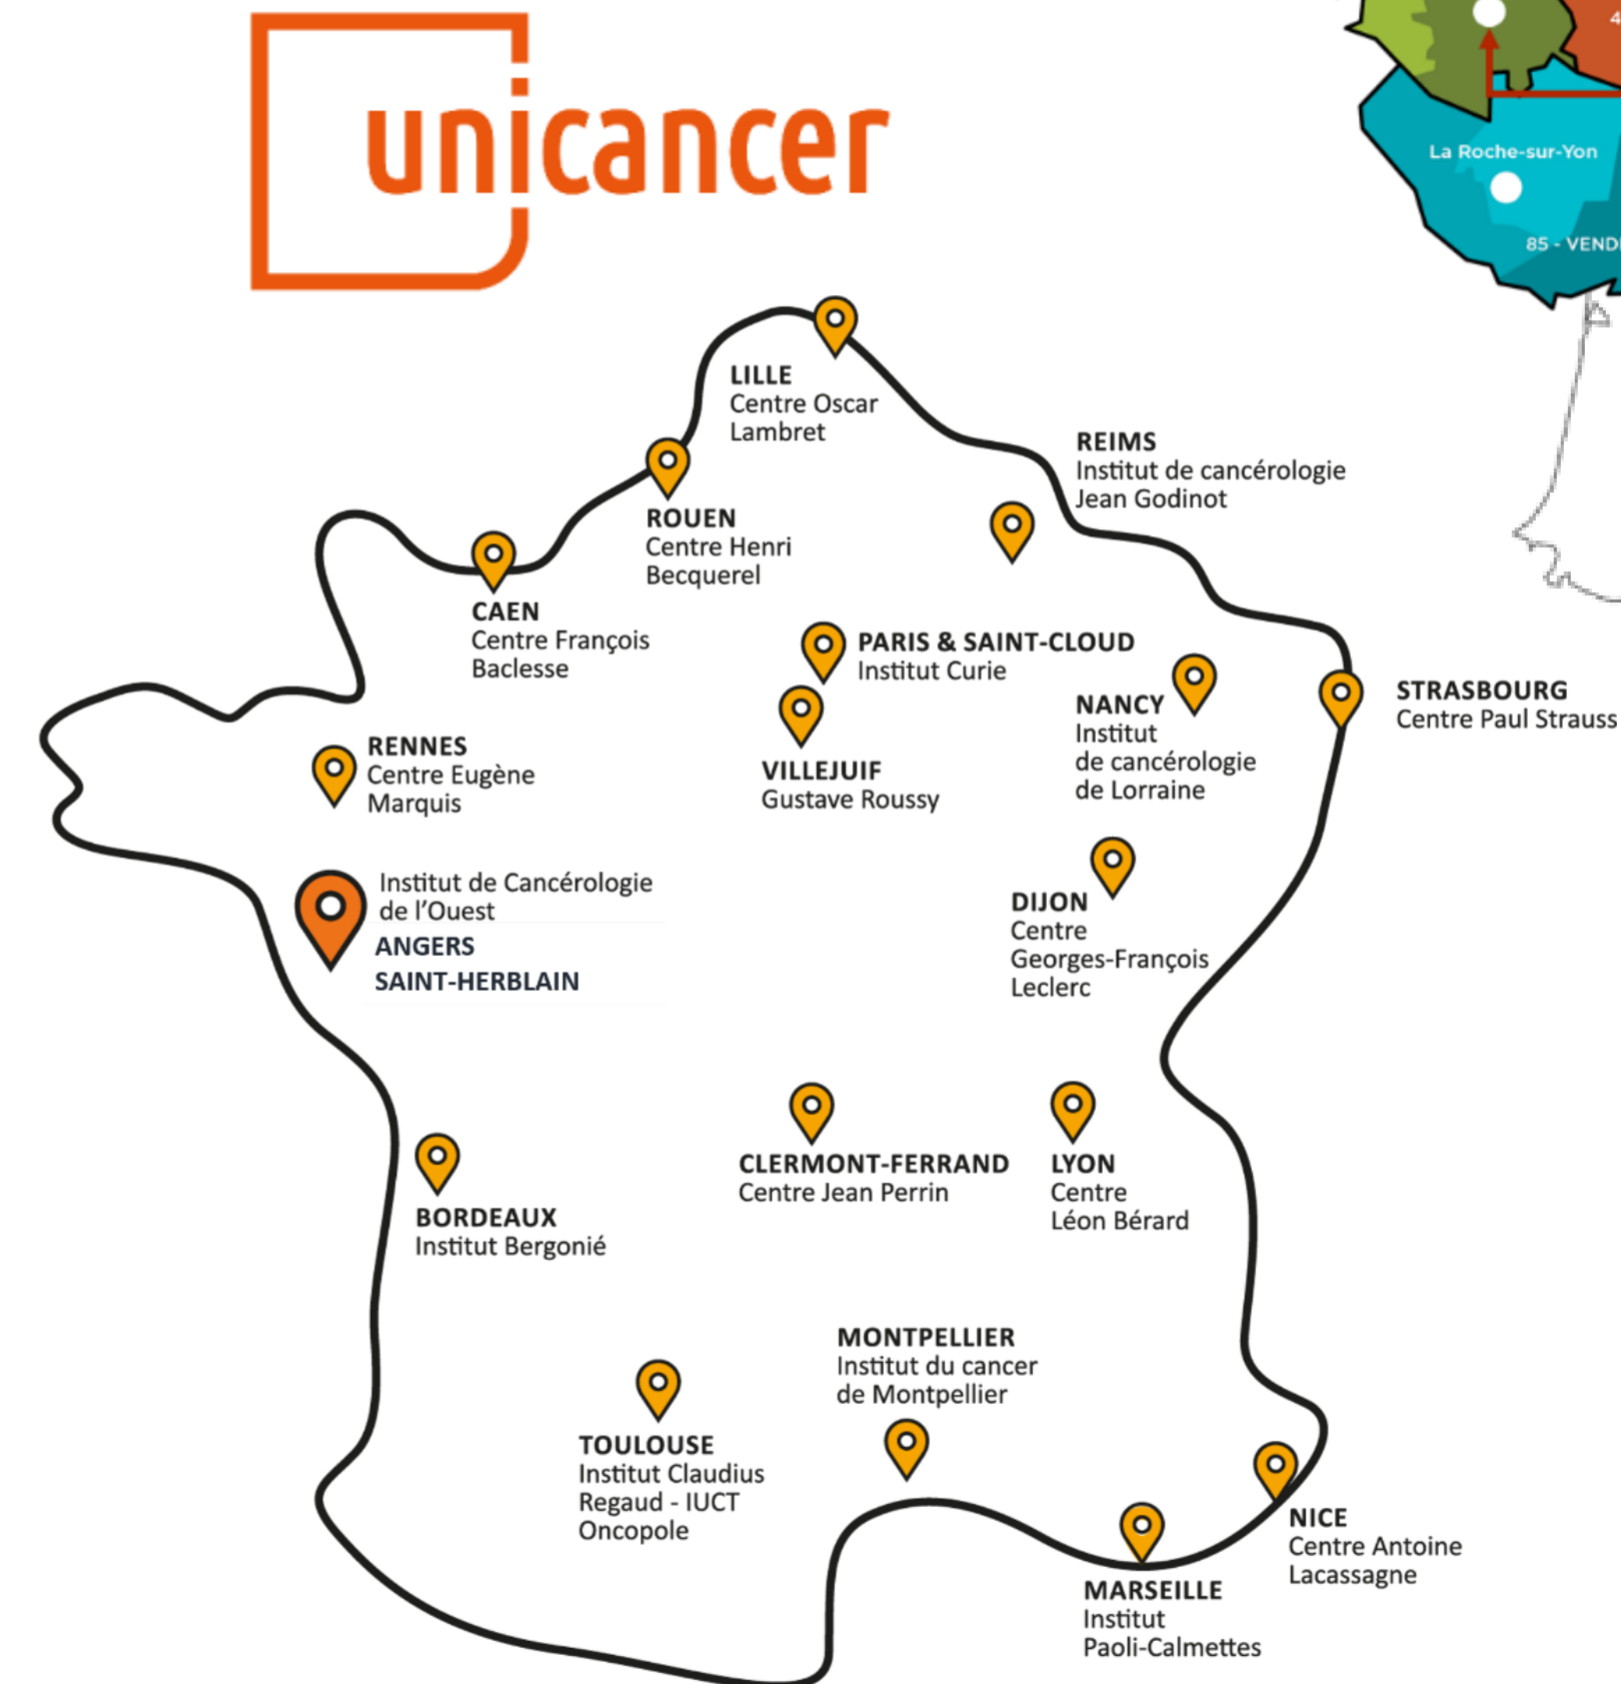 unicancer
4
La Roche-sur-Yon
85 - VEND
LILLE
Centre Oscar
Lambret
REIMS
Institut de cancérologie
Jean Godinot
ROUEN
Centre Henri
Becquerel
CAEN
Centre François
Baclesse
PARIS & SAINT-CLOUD
Institut Curie
NANCY
Institut
de cancérologie
de Lorraine
STRASBOURG
Centre Paul Strauss
RENNES
Centre Eugène
Marquis
VILLEJUIF
Gustave Roussy
Institut de Cancérologie
de l'Ouest
ANGERS
SAINT-HERBLAIN
DIJON
Centre
Georges-François
Leclerc
CLERMONT-FERRAND
Centre Jean Perrin
LYON
Centre
Léon Bérard
BORDEAUX
Institut Bergonié
MONTPELLIER
Institut du cancer
de Montpellier
TOULOUSE
Institut Claudius
Regaud - IUCT
Oncopole
NICE
Centre Antoine
Lacassagne
MARSEILLE
Institut
Paoli-Calmettes